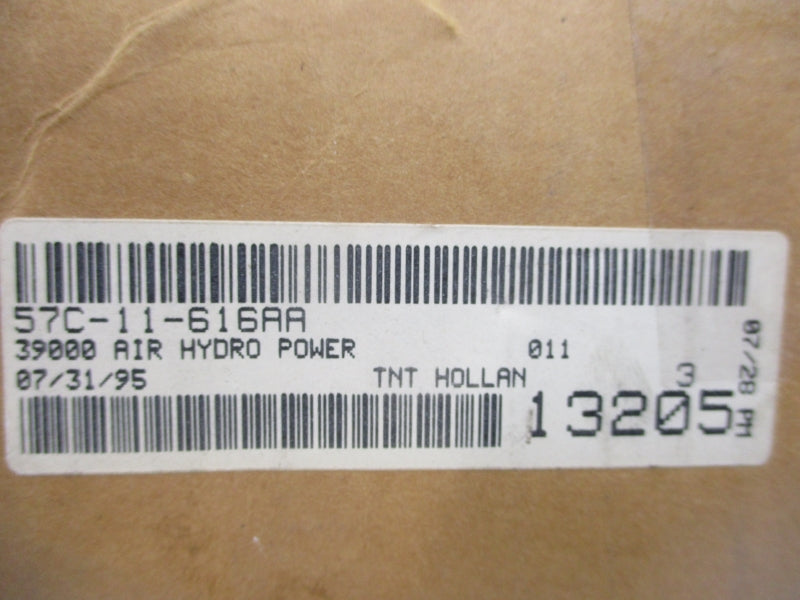 57C-11-616AA
39000 AIR HYDRO POWER 011
07/31/95 TNT HOLLAN 3
13205
07/28 PM